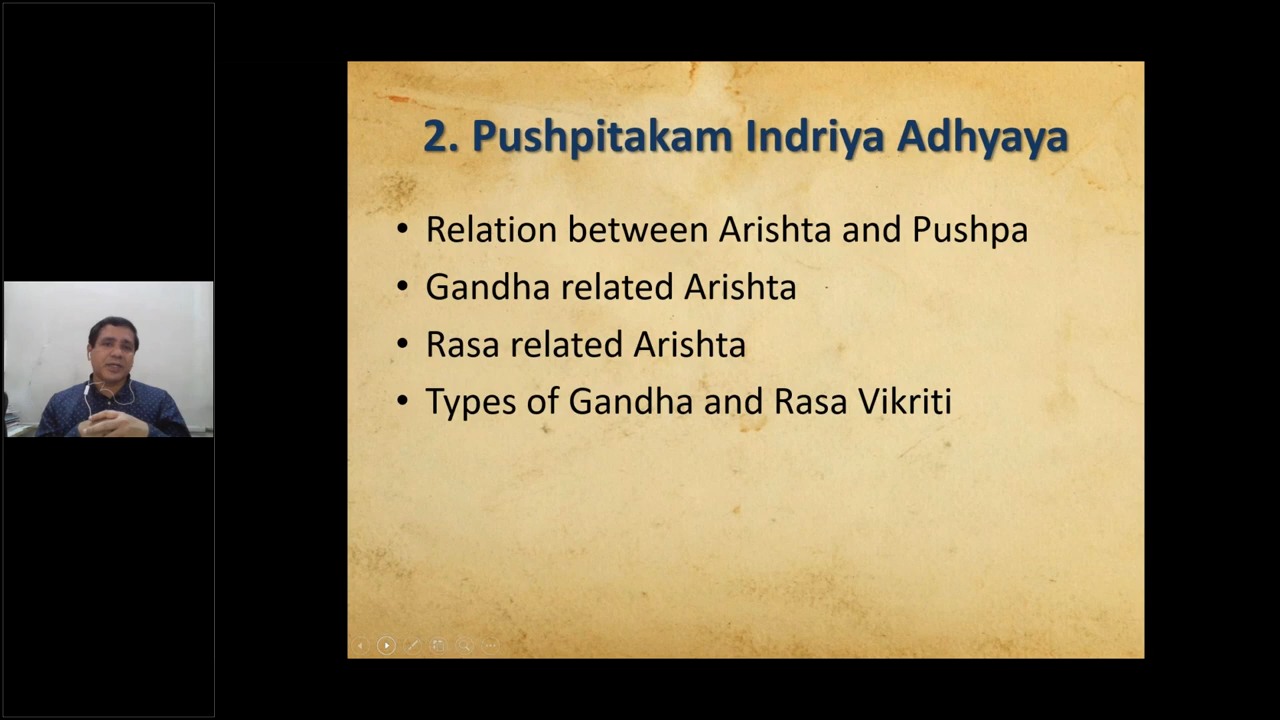 2. Pushpitakam Indriya Adhyaya
• Relation between Arishta and Pushpa
• Gandha related Arishta
• Rasa related Arishta
• Types of Gandha and Rasa Vikriti